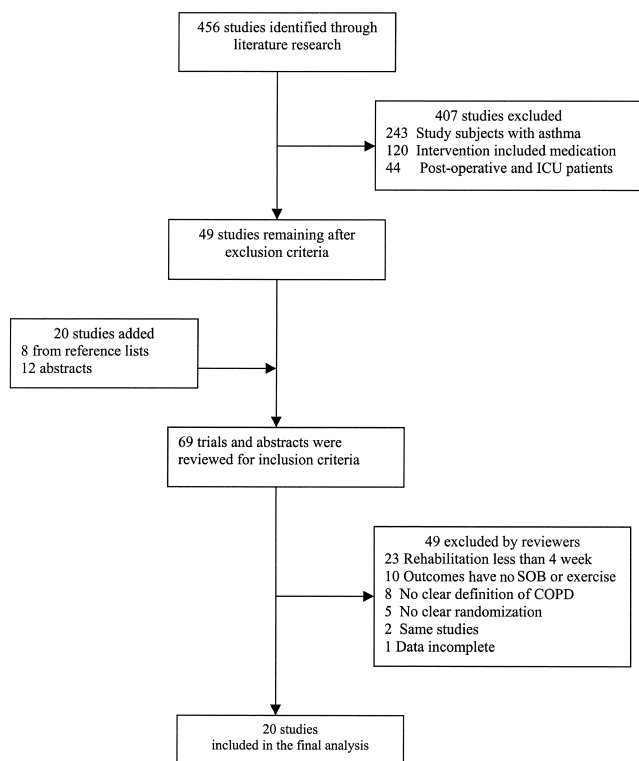 456 studies identified through
literature research
407 studies excluded
243 Study subjects with asthma
120 Intervention included medication
44 Post-operative and ICU patients
49 studies remaining after
exclusion criteria
20 studies added
8 from reference lists
12 abstracts
69 trials and abstracts were
reviewed for inclusion criteria
49 excluded by reviewers
23 Rehabilitation less than 4 week
10 Outcomes have no SOB or exercise
8 No clear definition of COPD
5 No clear randomization
2 Same studies
1 Data incomplete
20 studies
included in the final analysis